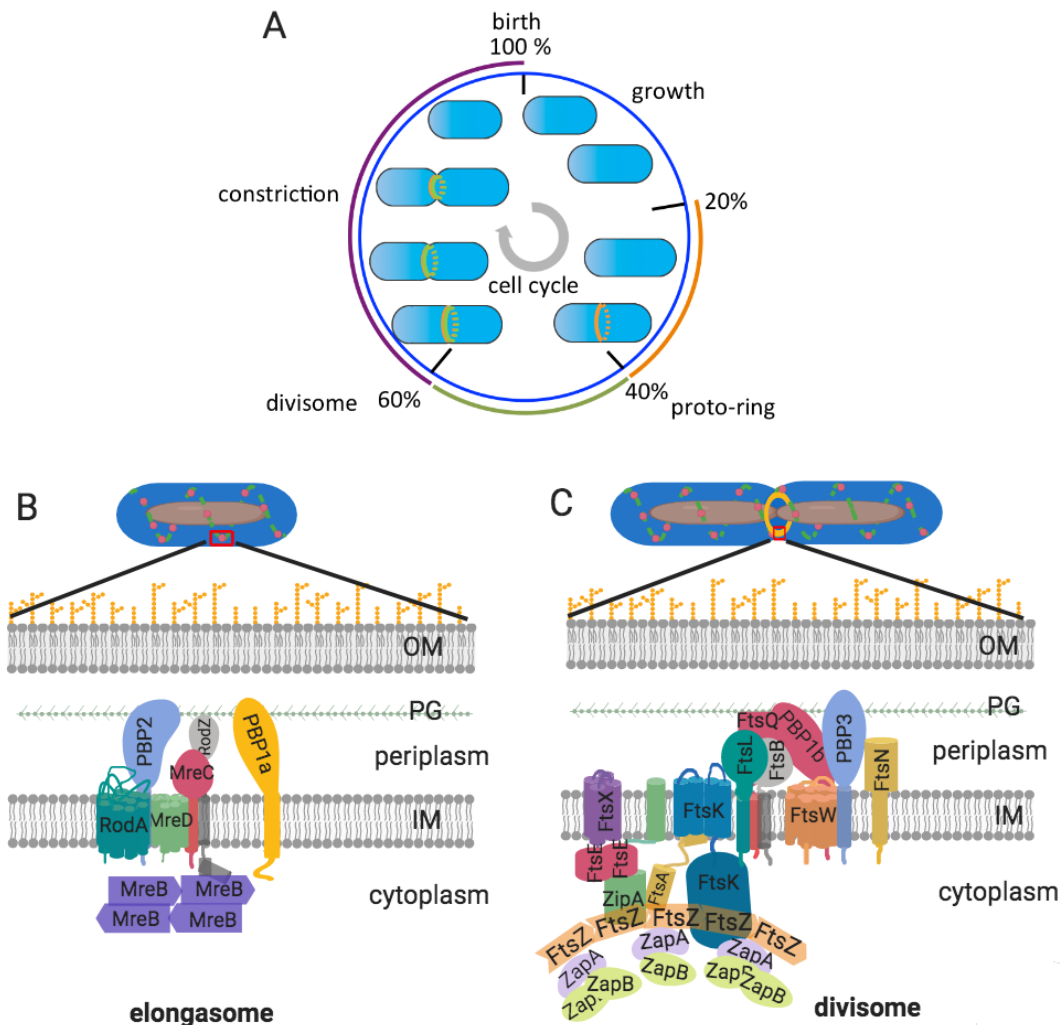 A
birth
100 %
growth
constriction
20%
cell cycle
divisome 60%
40% proto-ring
B
OM
PG
PBP2
RodZ
PBP1a
MreC
periplasm
RodA
MreD
IM
MreB
MreB
MreB
MreB
cytoplasm
elongasome
C
OM
PG
FtsQ
PBP1b
PBP3
FtsL
FtsB
FtsN
periplasm
FtsX
FtsK
FtsW
IM
FtsE
FtsE
ZipA
FtsA
FtsK
cytoplasm
FtsZ
FtsZ
FtsZ
FtsZ
FtsZ
ZapA
ZapA
ZapA
ZapB
ZapB
ZapB
divisome